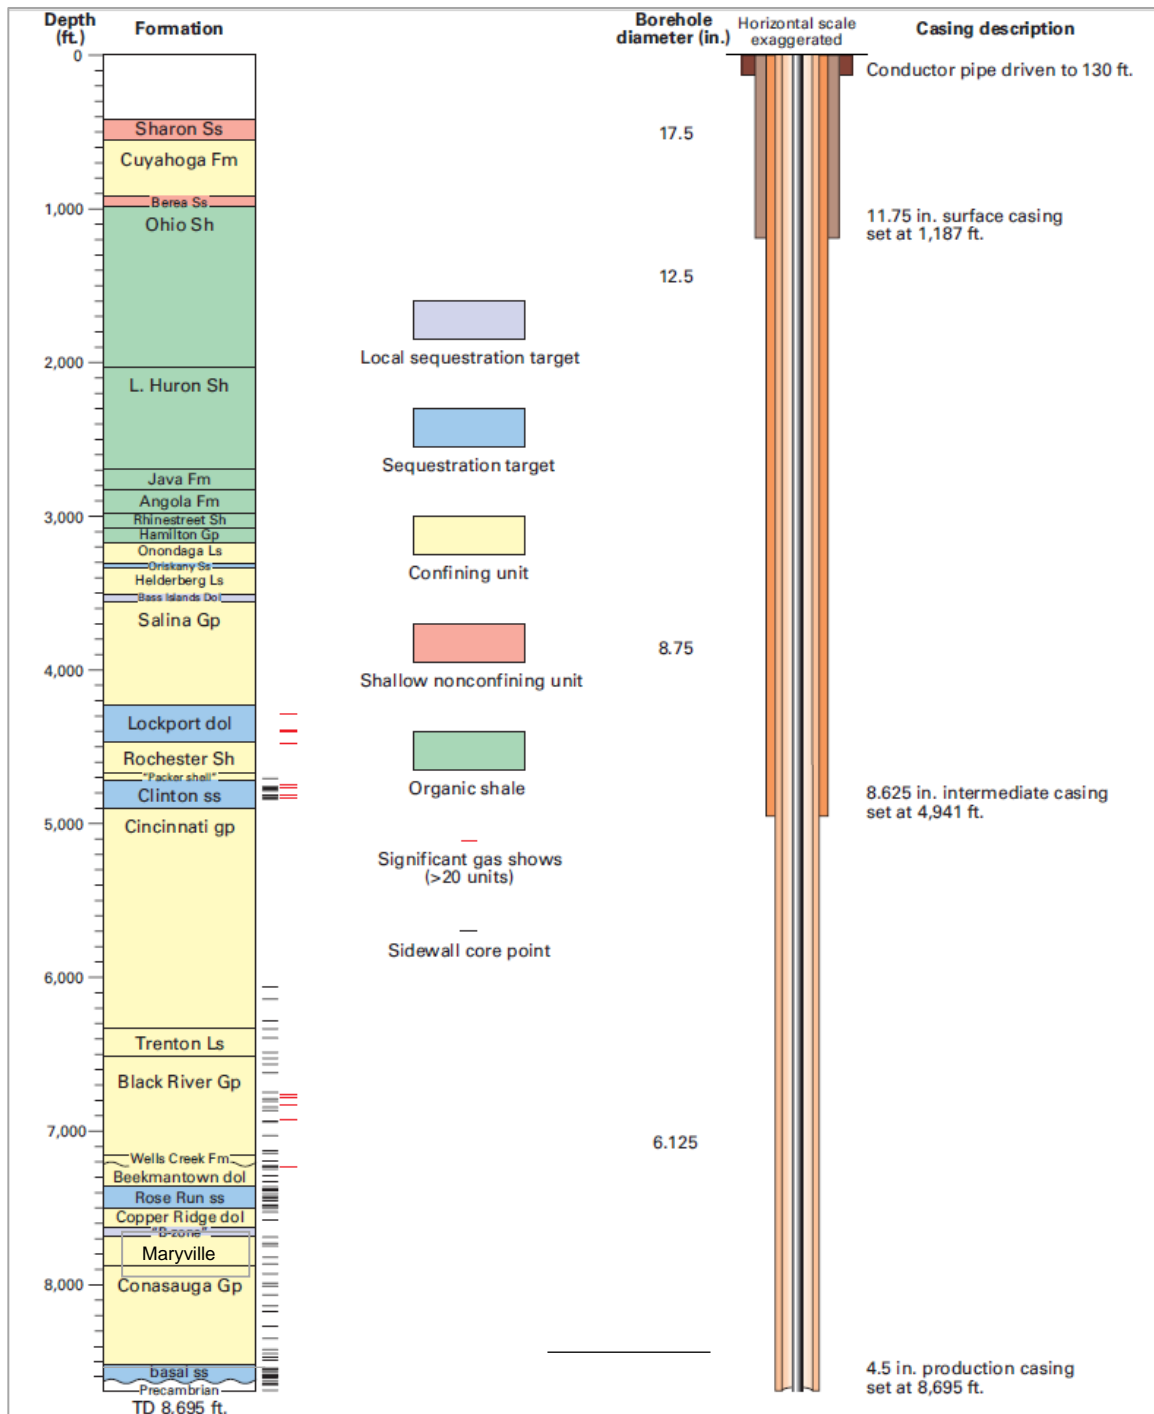 Depth
(ft.)
Formation
Borehole
diameter (in.)
Horizontal scale
exaggerated
Casing description
0
1,000
2,000
3,000
4,000
5,000
6,000
7,000
8,000
Sharon Ss
Cuyahoga Fm
Berea Ss
Ohio Sh
L. Huron Sh
Java Fm
Angola Fm
Rhinestreet Sh
Hamilton Gp
Onondaga Ls
Oriskany Ss
Helderberg Ls
Bass Islands Dol
Salina Gp
Lockport dol
Rochester Sh
"Packer shell"
Clinton ss
Cincinnati gp
Trenton Ls
Black River Gp
Wells Creek Fm
Beekmantown dol
Rose Run ss
Copper Ridge dol
"B-zone"
Maryville
Conasauga Gp
basal ss
Precambrian
TD 8,695 ft.
Local sequestration target
Sequestration target
Confining unit
Shallow nonconfining unit
Organic shale
Significant gas shows
(>20 units)
Sidewall core point
17.5
12.5
8.75
6.125
Conductor pipe driven to 130 ft.
11.75 in. surface casing
set at 1,187 ft.
8.625 in. intermediate casing
set at 4,941 ft.
4.5 in. production casing
set at 8,695 ft.